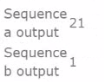 Sequence
a output 21
Sequence
b output 1